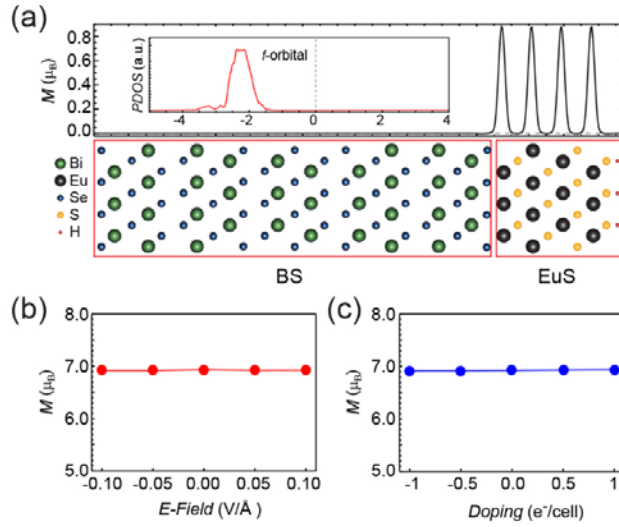 (a)
M (μB)
0.8
0.6
0.4
0.2
0.0
PDOS (a.u.)
f-orbital
-4
-2
0
2
4
Bi
Eu
Se
S
H
BS
EuS
(b)
M (μB)
8.0
7.0
6.0
5.0
-0.10
-0.05
0.00
0.05
0.10
E-Field (V/Å)
(c)
M (μB)
8.0
7.0
6.0
5.0
-1
-0.5
0.0
0.5
1
Doping (e⁻/cell)